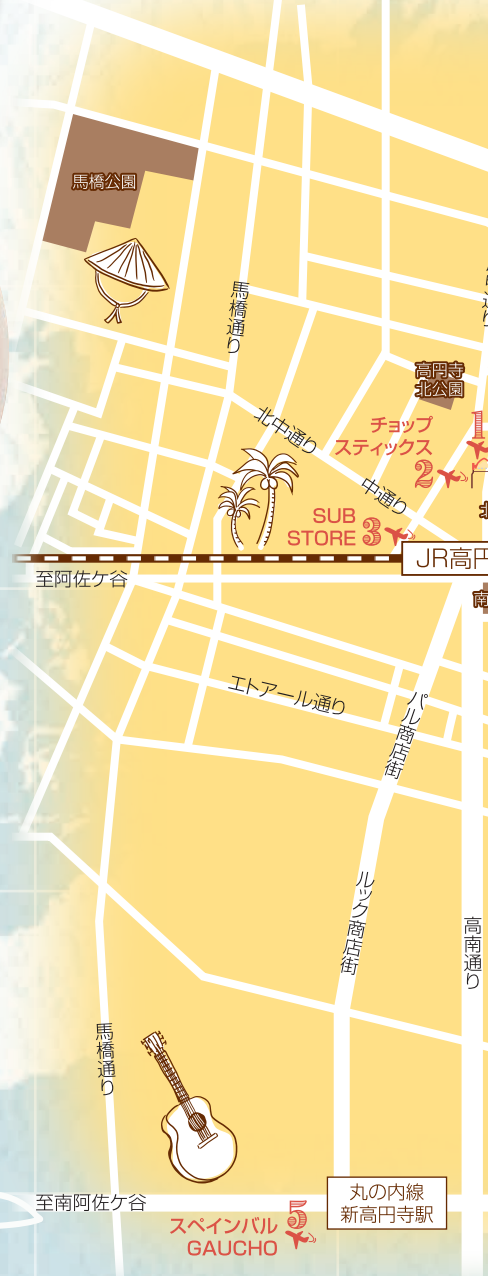 馬橋公園
馬橋通り
高円寺
北公園
北中通り
チョップ
スティックス
1
2
中通り
SUB
STORE 3
JR高円
至阿佐ケ谷
南
エトアール通り
パル商店街
ルック商店街
高南通り
馬橋通り
至南阿佐ケ谷
丸の内線
新高円寺駅
スペインバル
GAUCHO
5